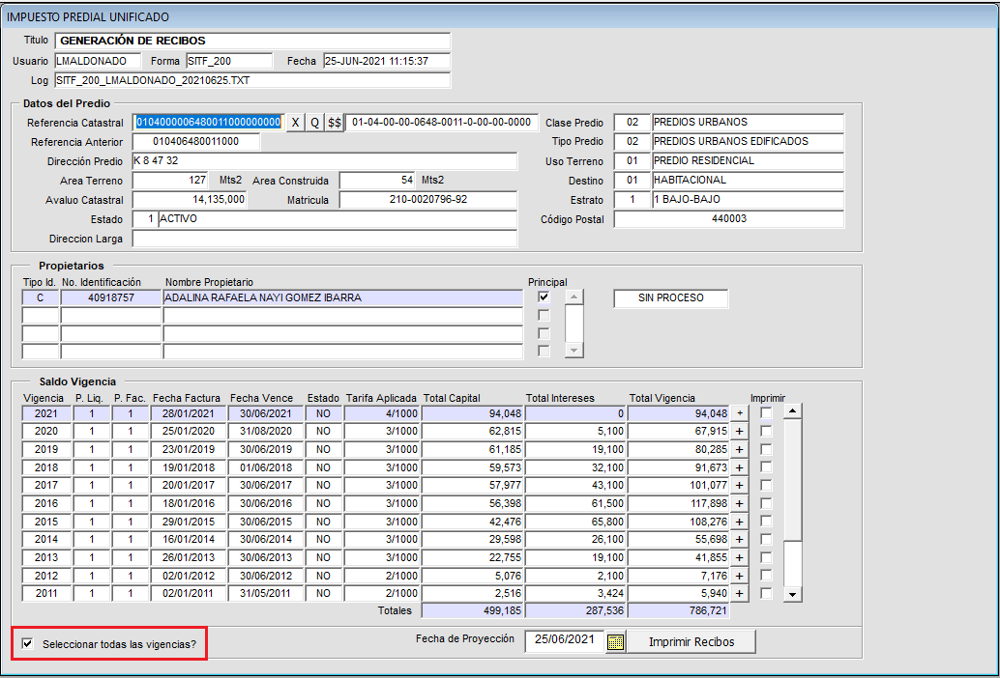 IMPUESTO PREDIAL UNIFICADO
Titulo GENERACIÓN DE RECIBOS
Usuario LMALDONADO Forma SITF_200 Fecha 25-JUN-2021 11:15:37
Log SITF_200_LMALDONADO_20210625.TXT
Datos del Predio
Referencia Catastral 010400000648001100000000 X Q $$ 01-04-00-00-0648-0011-0-00-00-0000 Clase Predio 02 PREDIOS URBANOS
Referencia Anterior 010406480011000 Tipo Predio 02 PREDIOS URBANOS EDIFICADOS
Dirección Predio K 8 47 32 Uso Terreno 01 PREDIO RESIDENCIAL
Area Terreno 127 Mts2 Area Construida 54 Mts2 Destino 01 HABITACIONAL
Avaluo Catastral 14,135,000 Matricula 210-0020796-92 Estrato 1 1 BAJO-BAJO
Estado 1 ACTIVO Código Postal 440003
Direccion Larga
Propietarios
Tipo Id. No. Identificación Nombre Propietario Principal
C 40918757 ADALINA RAFAELA NAYI GOMEZ IBARRA SIN PROCESO
Saldo Vigencia
Vigencia P. Liq. P. Fac. Fecha Factura Fecha Vence Estado Tarifa Aplicada Total Capital Total Intereses Total Vigencia Imprimir
2021 1 1 28/01/2021 30/06/2021 NO 4/1000 94,048 0 94,048 +
2020 1 1 25/01/2020 31/08/2020 NO 3/1000 62,815 5,100 67,915 +
2019 1 1 23/01/2019 30/06/2019 NO 3/1000 61,185 19,100 80,285 +
2018 1 1 19/01/2018 01/06/2018 NO 3/1000 59,573 32,100 91,673 +
2017 1 1 20/01/2017 30/06/2017 NO 3/1000 57,977 43,100 101,077 +
2016 1 1 18/01/2016 30/06/2016 NO 3/1000 56,398 61,500 117,898 +
2015 1 1 29/01/2015 30/06/2015 NO 3/1000 42,476 65,800 108,276 +
2014 1 1 16/01/2014 30/06/2014 NO 3/1000 29,598 26,100 55,698 +
2013 1 1 26/01/2013 30/06/2013 NO 3/1000 22,755 19,100 41,855 +
2012 1 1 02/01/2012 30/06/2012 NO 2/1000 5,076 2,100 7,176 +
2011 1 1 02/01/2011 31/05/2011 NO 2/1000 2,516 3,424 5,940 +
Totales 499,185 287,536 786,721
Seleccionar todas las vigencias? Fecha de Proyección 25/06/2021 Imprimir Recibos